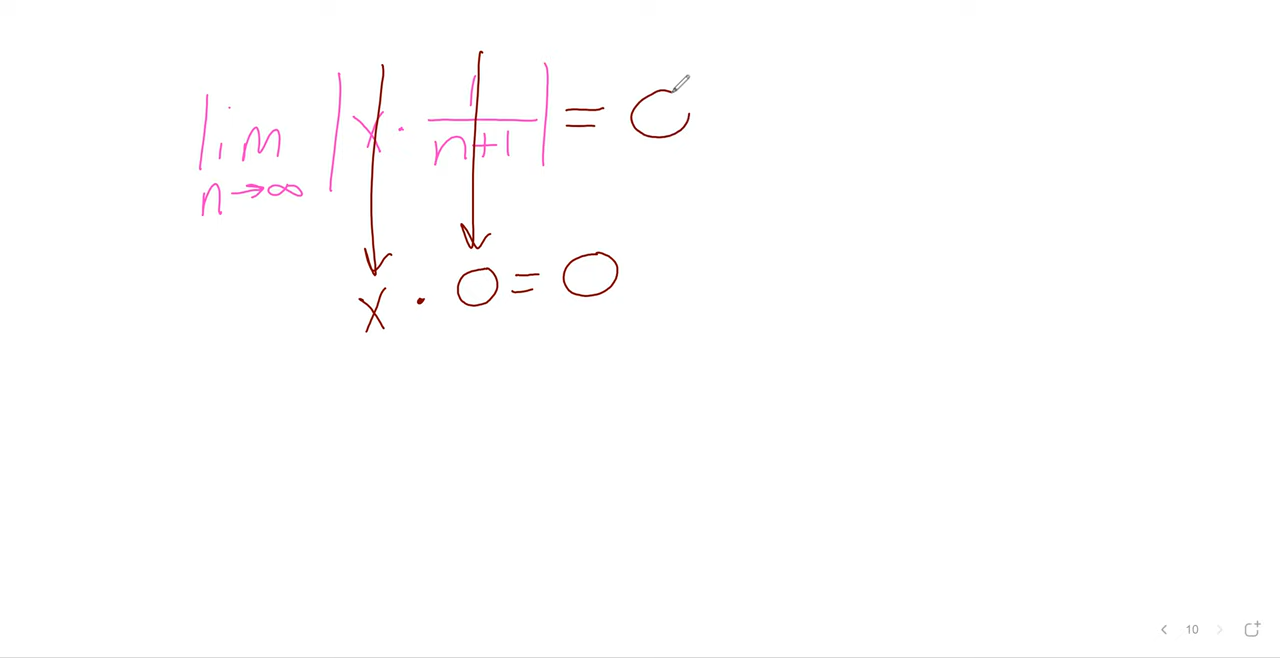 lim n→∞ |x · 1/(n+1)| = 0
x · 0 = 0
10